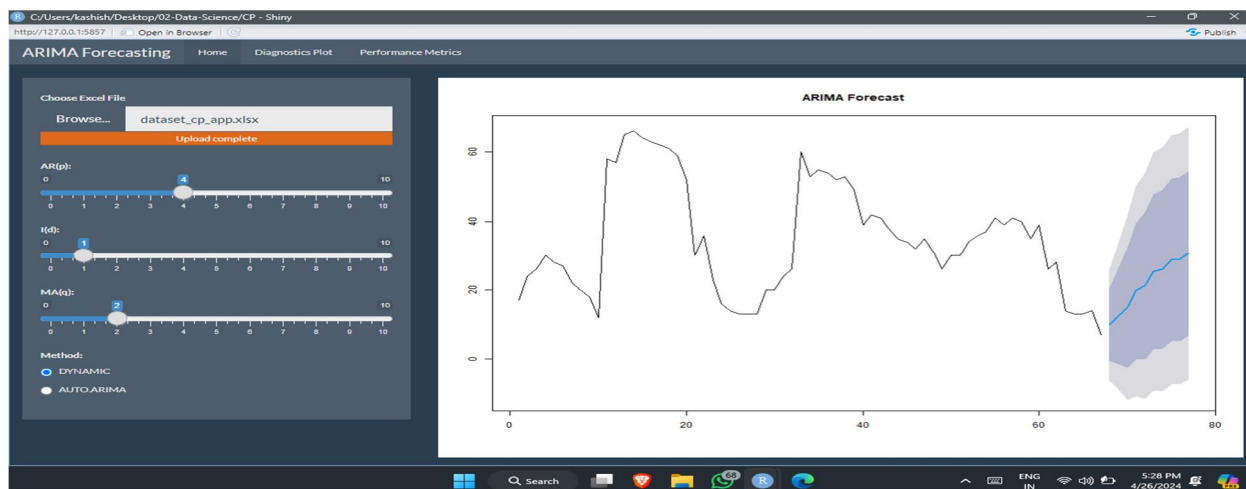 C:/Users/kashish/Desktop/02-Data-Science/CP - Shiny
http://127.0.0.1:5857 Open in Browser Publish
ARIMA Forecasting Home Diagnostics Plot Performance Metrics
Choose Excel File
Browse... dataset_cp_app.xlsx
Upload complete
AR(p):
0 4 10
0 1 2 3 4 5 6 7 8 9 10
I(d):
0 1 10
0 1 2 3 4 5 6 7 8 9 10
MA(q):
0 2 10
0 1 2 3 4 5 6 7 8 9 10
Method:
DYNAMIC
AUTO.ARIMA
ARIMA Forecast
60
40
20
0
0 20 40 60 80
Search 68 ENG IN 5:28 PM
4/26/2024